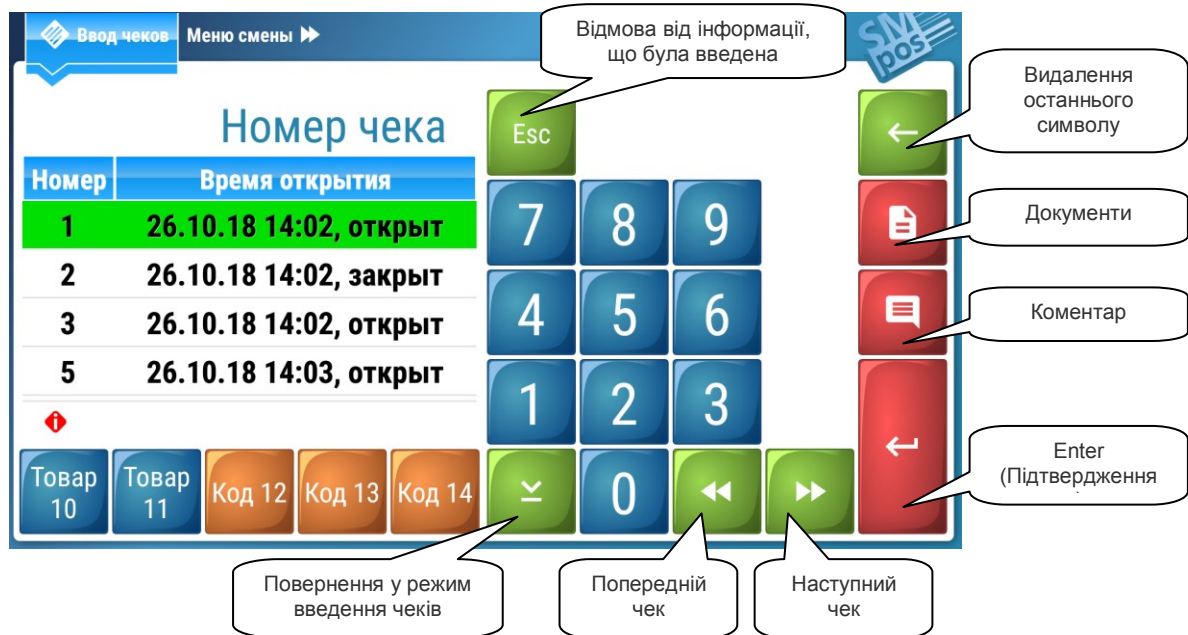 Ввод чеков Меню смены
Відмова від інформації,
що була введена
SM
pos
Видалення
останнього
символу
Номер чека
Esc
Номер Время открытия
1 26.10.18 14:02, открыт
7 8 9
Документи
2 26.10.18 14:02, закрыт
3 26.10.18 14:02, открыт
4 5 6
Коментар
5 26.10.18 14:03, открыт
1 2 3
Товар
10
Товар
11
Код 12 Код 13 Код 14
0
Enter
(Підтвердження
Повернення у режим
введення чеків
Попередній
чек
Наступний
чек